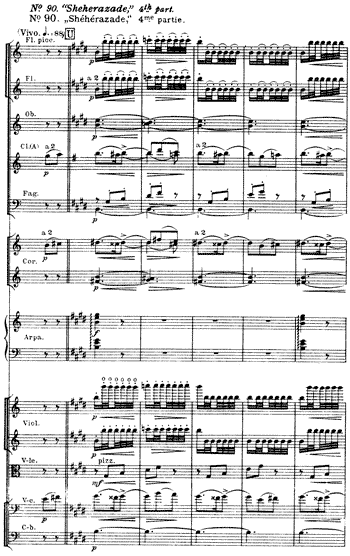 Nº 90. "Sheherazade," 4th part.
Nº 90. „Shéhérazade," 4me partie.
(Vivo. ♩.=88) U
Fl. picc.
p
a 2
Fl.
p
Ob.
p
Cl.(A) a 2 a 2
p p
Fag.
p
a 2 a 2
p
Cor.
p
Arpa.
p
Viol.
p
V-le. pizz.
mf
V-c.
p
C-b.
p